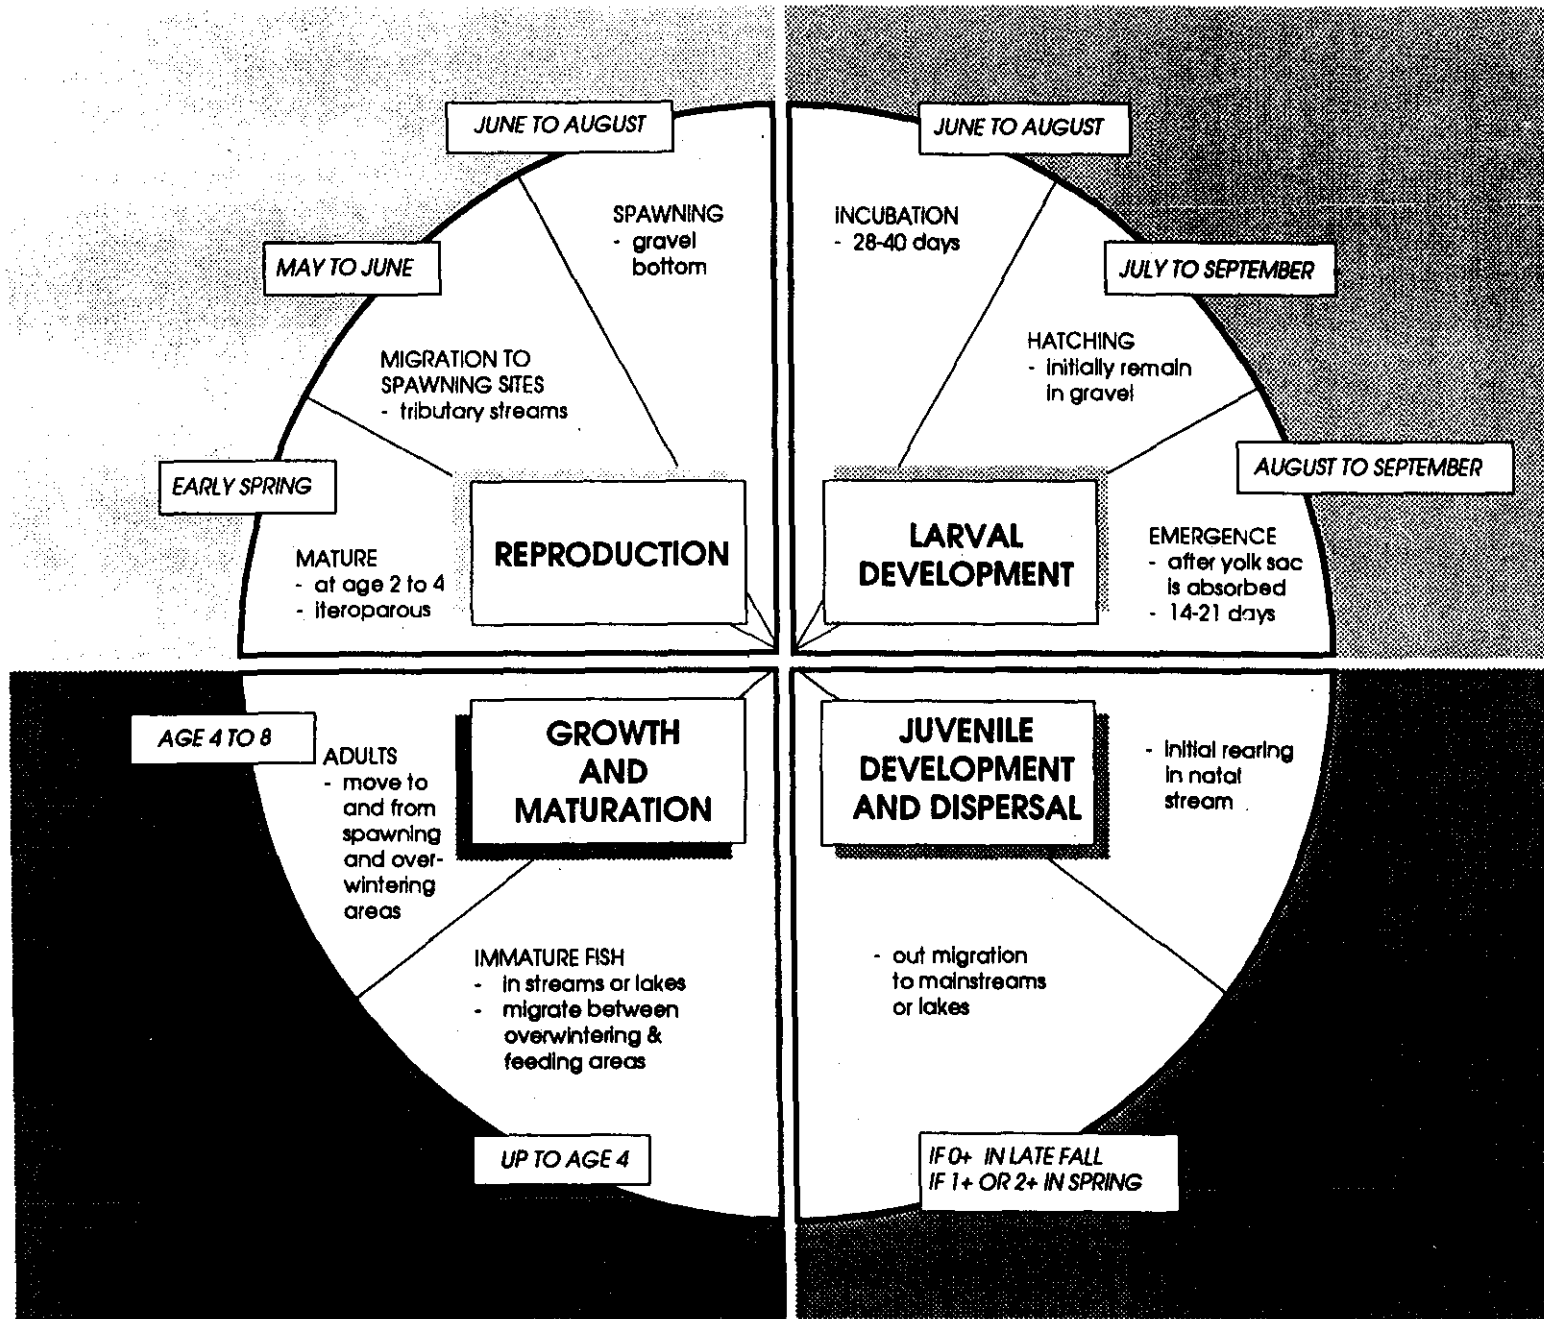 JUNE TO AUGUST
SPAWNING
- gravel
bottom
MAY TO JUNE
MIGRATION TO
SPAWNING SITES
- tributary streams
EARLY SPRING
MATURE
- at age 2 to 4
- iteroparous
REPRODUCTION
JUNE TO AUGUST
INCUBATION
- 28-40 days
JULY TO SEPTEMBER
HATCHING
- initially remain
in gravel
AUGUST TO SEPTEMBER
EMERGENCE
- after yolk sac
is absorbed
- 14-21 days
LARVAL
DEVELOPMENT
AGE 4 TO 8
ADULTS
- move to
and from
spawning
and over-
wintering
areas
GROWTH
AND
MATURATION
IMMATURE FISH
- in streams or lakes
- migrate between
overwintering &
feeding areas
UP TO AGE 4
JUVENILE
DEVELOPMENT
AND DISPERSAL
- initial rearing
in natal
stream
- out migration
to mainstreams
or lakes
IF 0+ IN LATE FALL
IF 1+ OR 2+ IN SPRING